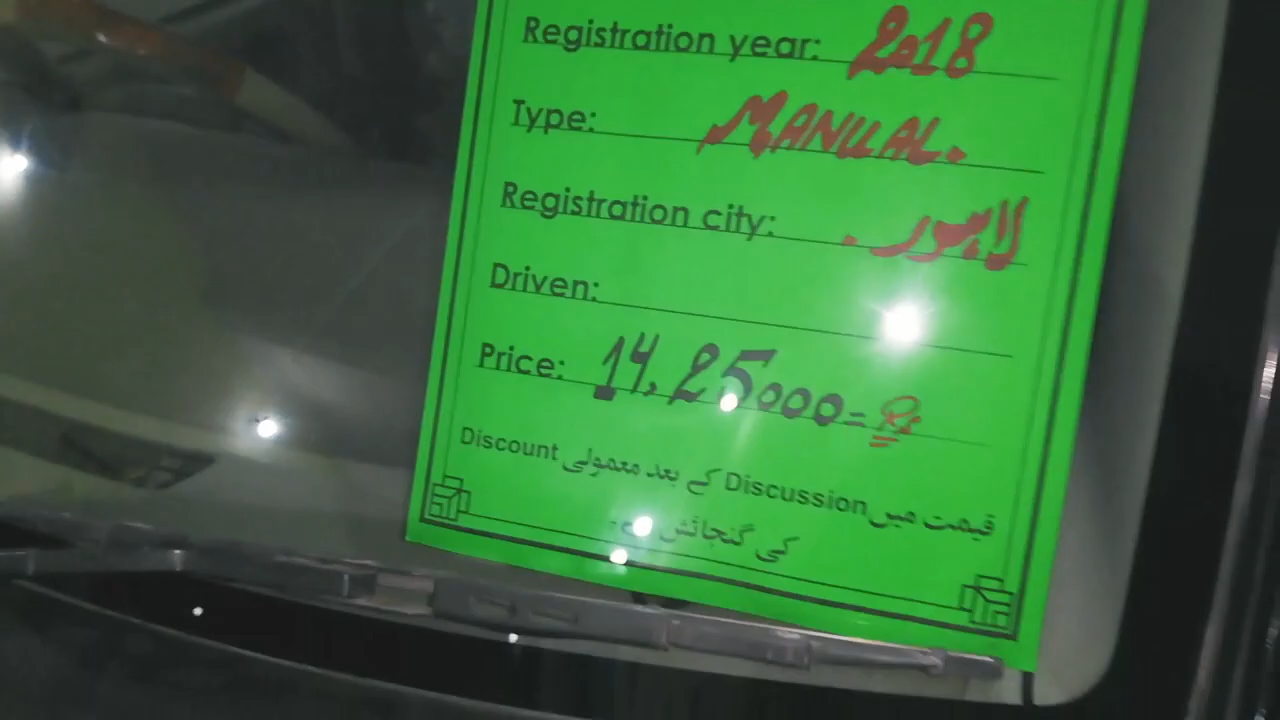 Registration year: 2018
Type: MANUAL.
Registration city: لاہور .
Driven:
Price: 14,25000= Rs
قیمت میں Discussion کے بعد معمولی Discount
کی گنجائش ہے۔